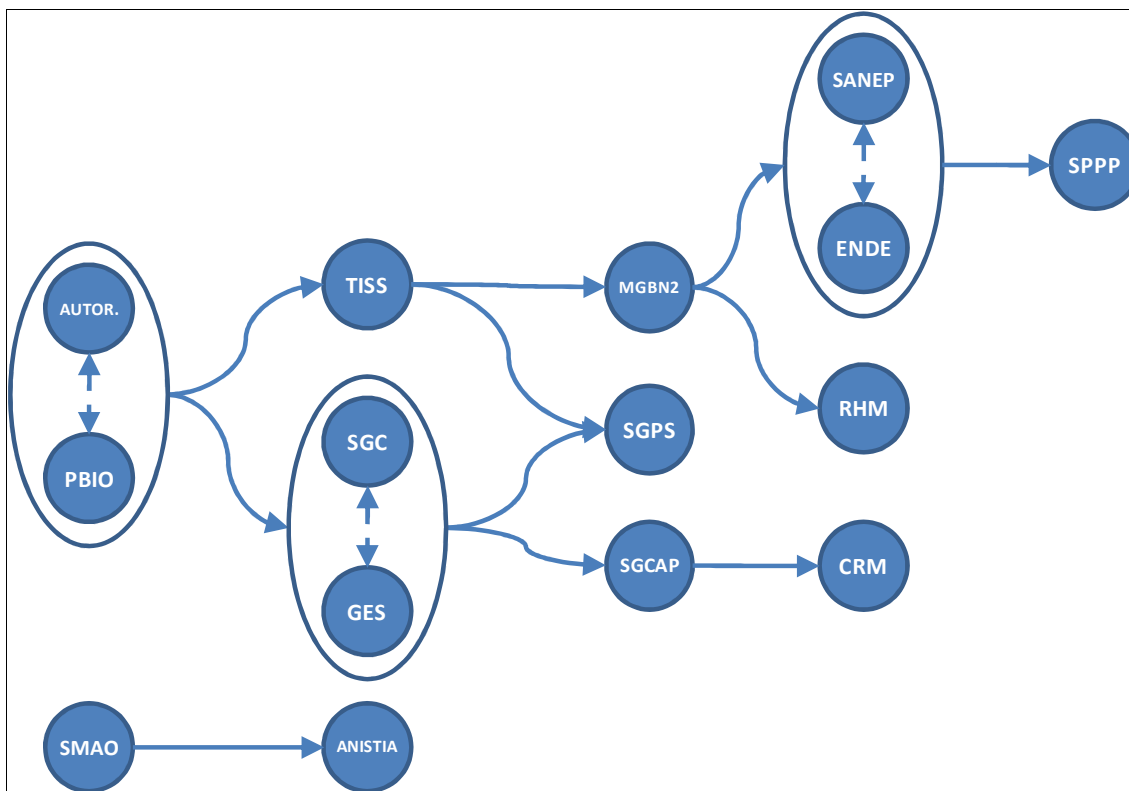 SANEP
SPPP
ENDE
TISS
MGBN2
AUTOR.
RHM
SGPS
SGC
PBIO
SGCAP
CRM
GES
SMAO
ANISTIA